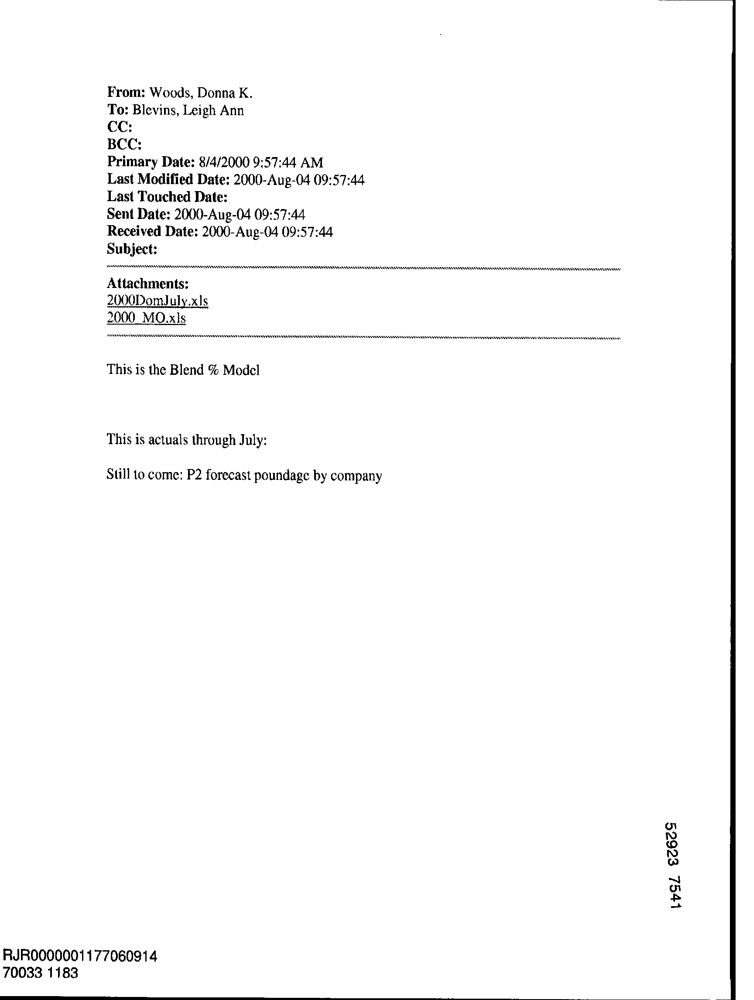 From: Woods, Donna K.
To: Blevins, Leigh Ann
CC:
BCC:
Primary Date: 8/4/2000 9:57:44 AM
Last Modified Date: 2000-Aug-04 09:57:44
Last Touched Date:
Sent Date: 2000-Aug-04 09:57:44
Received Date: 2000-Aug-04 09:57:44
Subject:
Attachments:
2000DomJuly.xls
2000_MO.xls
This is the Blend % Model
This is actuals through July:
Still to come: P2 forecast poundage by company
52923 7541
RJR0000001177060914
70033 1183